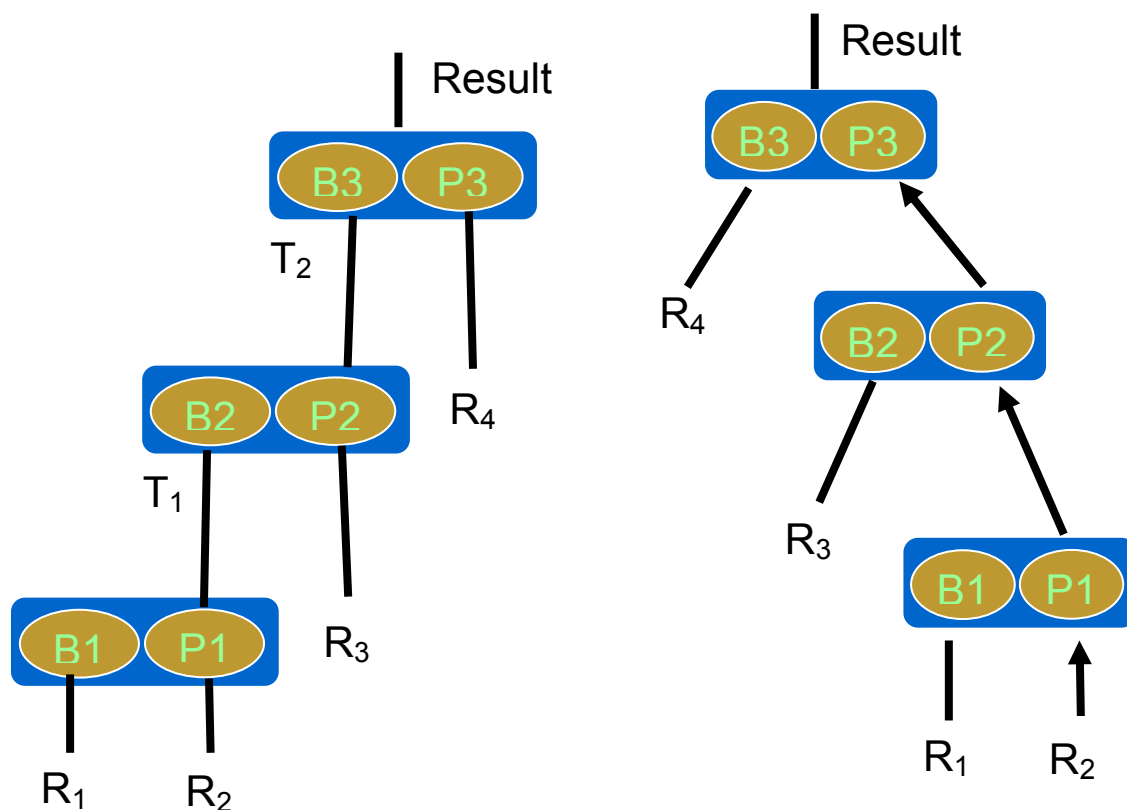 Result
B3 P3
T₂
R₄
B2 P2
T₁
R₃
B1 P1
R₁ R₂
Result
B3 P3
R₄
B2 P2
R₃
B1 P1
R₁ R₂